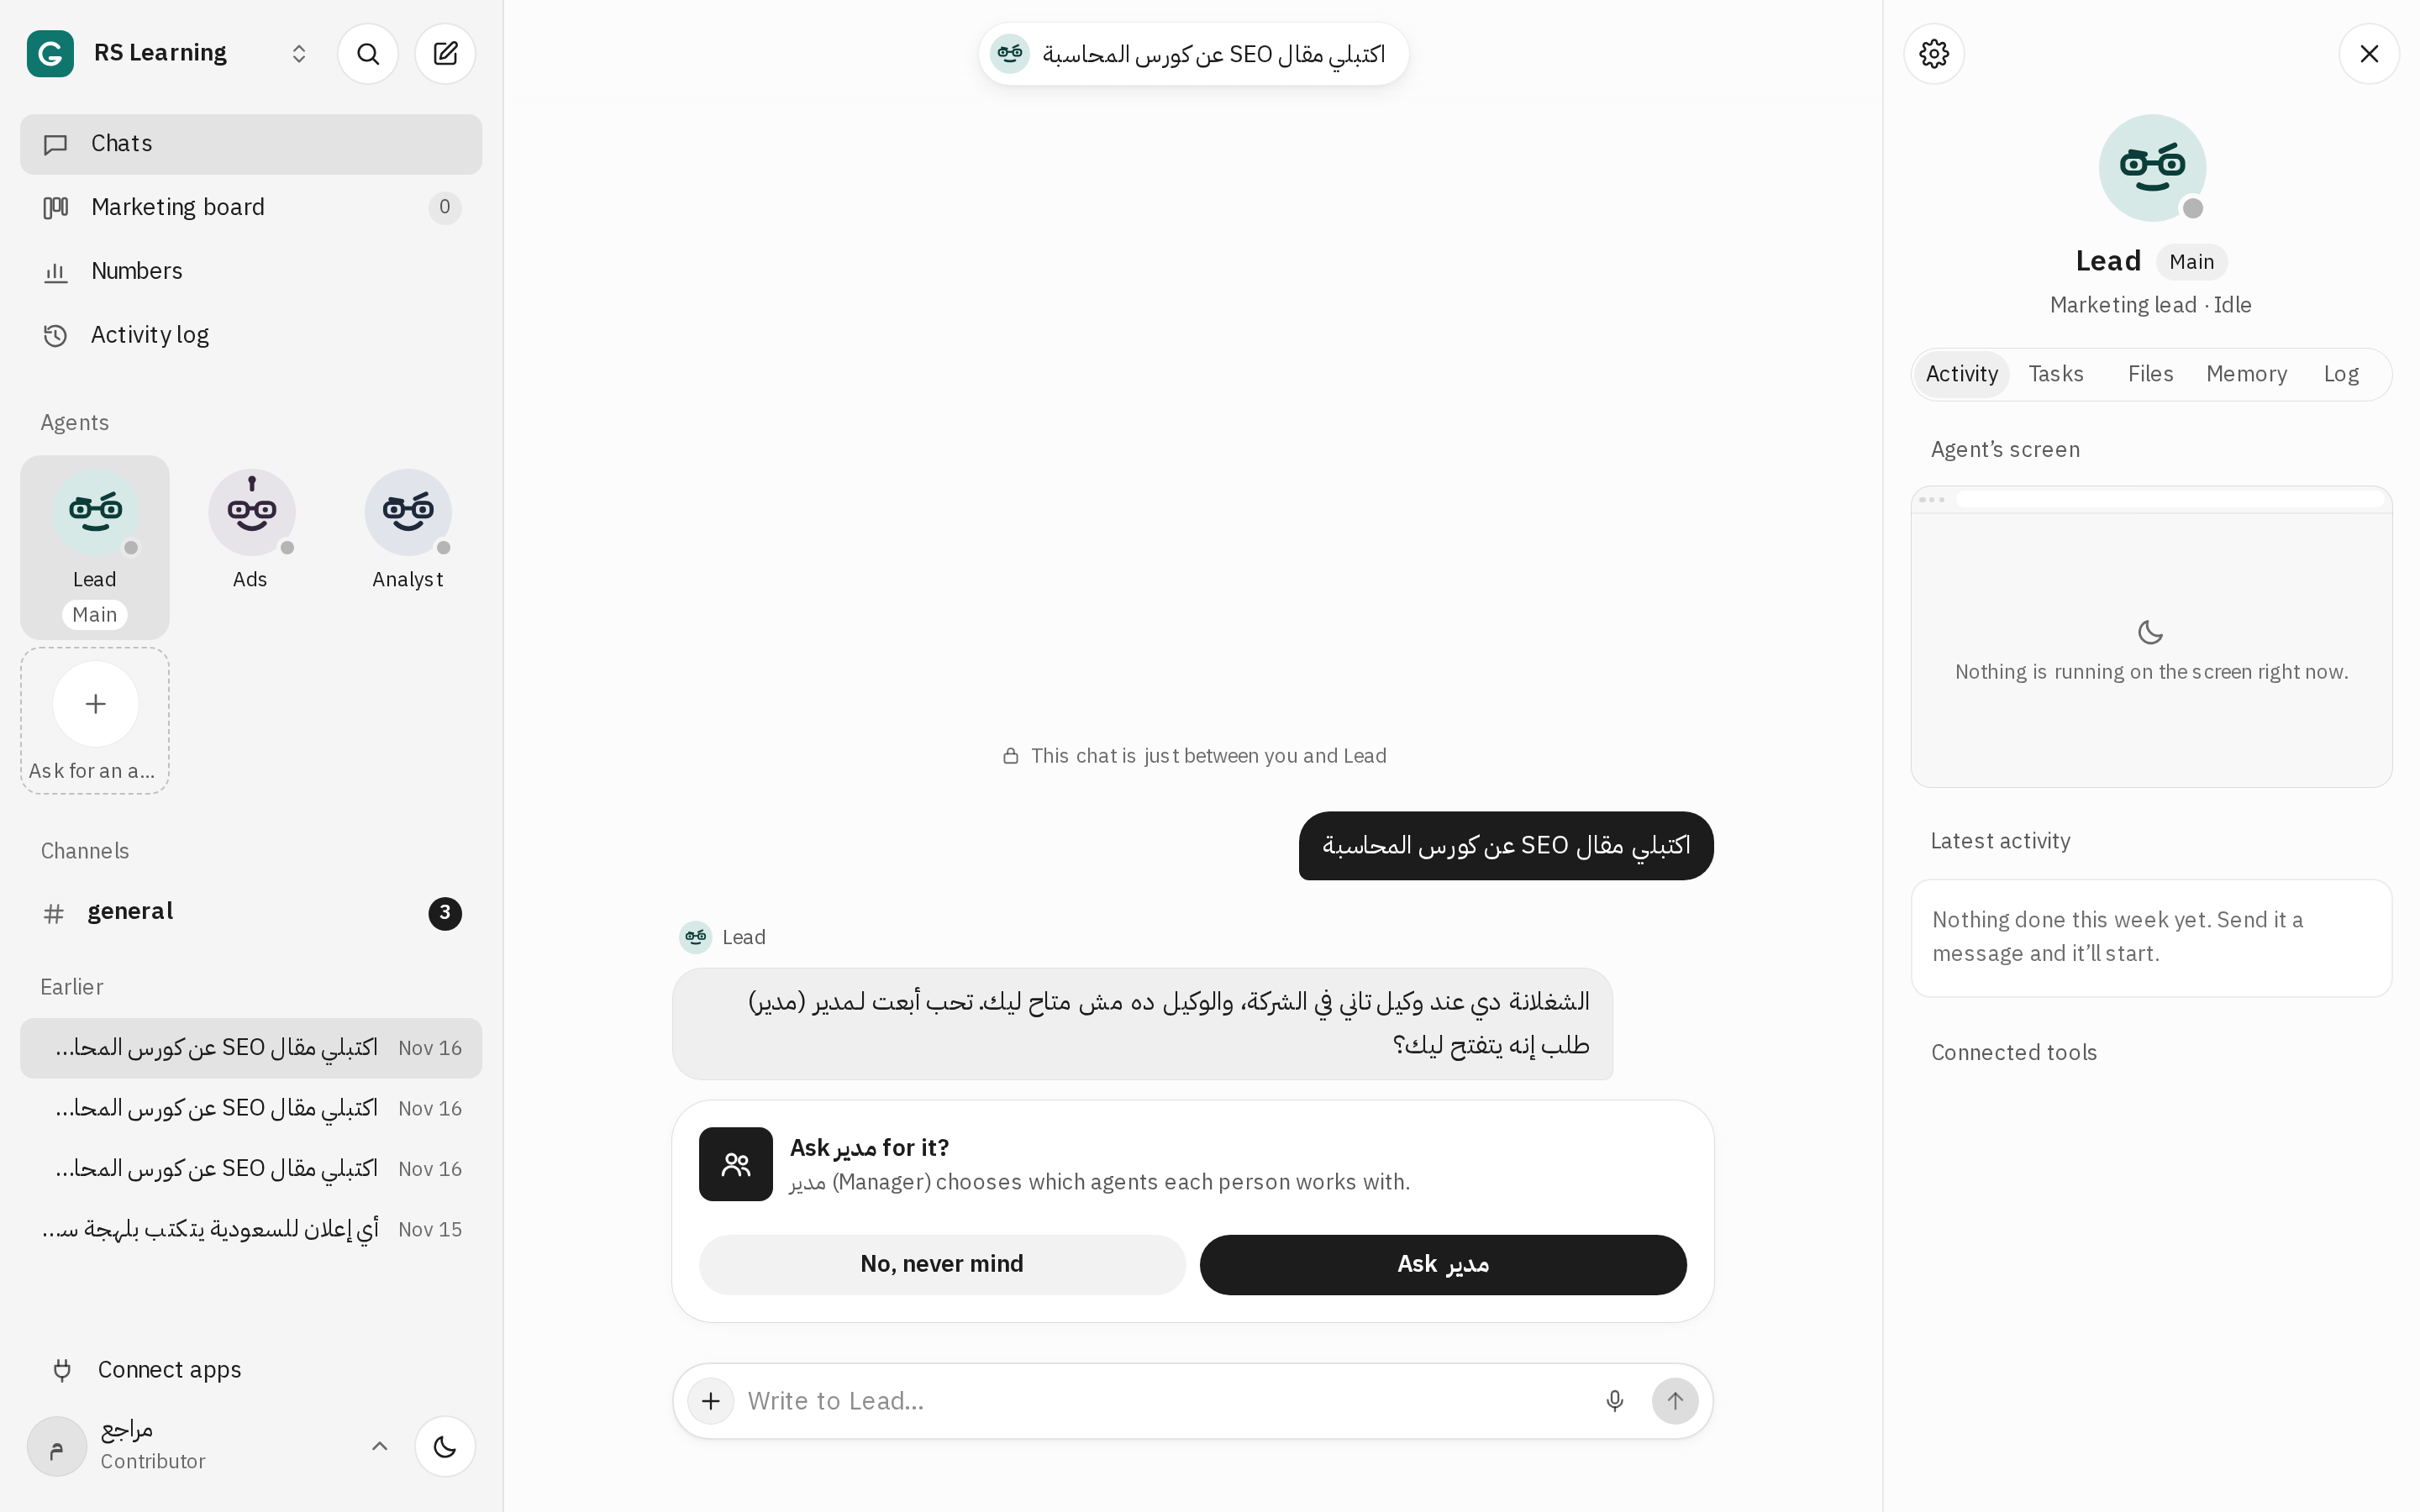 RS Learning
Chats
Marketing board 0
Numbers
Activity log
Agents
Lead
Main
Ads
Analyst
Ask for an a...
Channels
general 3
Earlier
اكتبلي مقال SEO عن كورس المحا... Nov 16
اكتبلي مقال SEO عن كورس المحا... Nov 16
اكتبلي مقال SEO عن كورس المحا... Nov 16
أي إعلان للسعودية يتكتب بلهجة س... Nov 15
Connect apps
م
مراجع
Contributor
اكتبلي مقال SEO عن كورس المحاسبة
This chat is just between you and Lead
اكتبلي مقال SEO عن كورس المحاسبة
Lead
الشغلانة دي عند وكيل تاني في الشركة، والوكيل ده مش متاح ليك. تحب أبعت لـمدير (مدير)
طلب إنه يتفتح ليك؟
Ask مدير for it?
مدير (Manager) chooses which agents each person works with.
No, never mind
Ask مدير
Write to Lead...
Lead Main
Marketing lead · Idle
Activity Tasks Files Memory Log
Agent’s screen
Nothing is running on the screen right now.
Latest activity
Nothing done this week yet. Send it a
message and it’ll start.
Connected tools